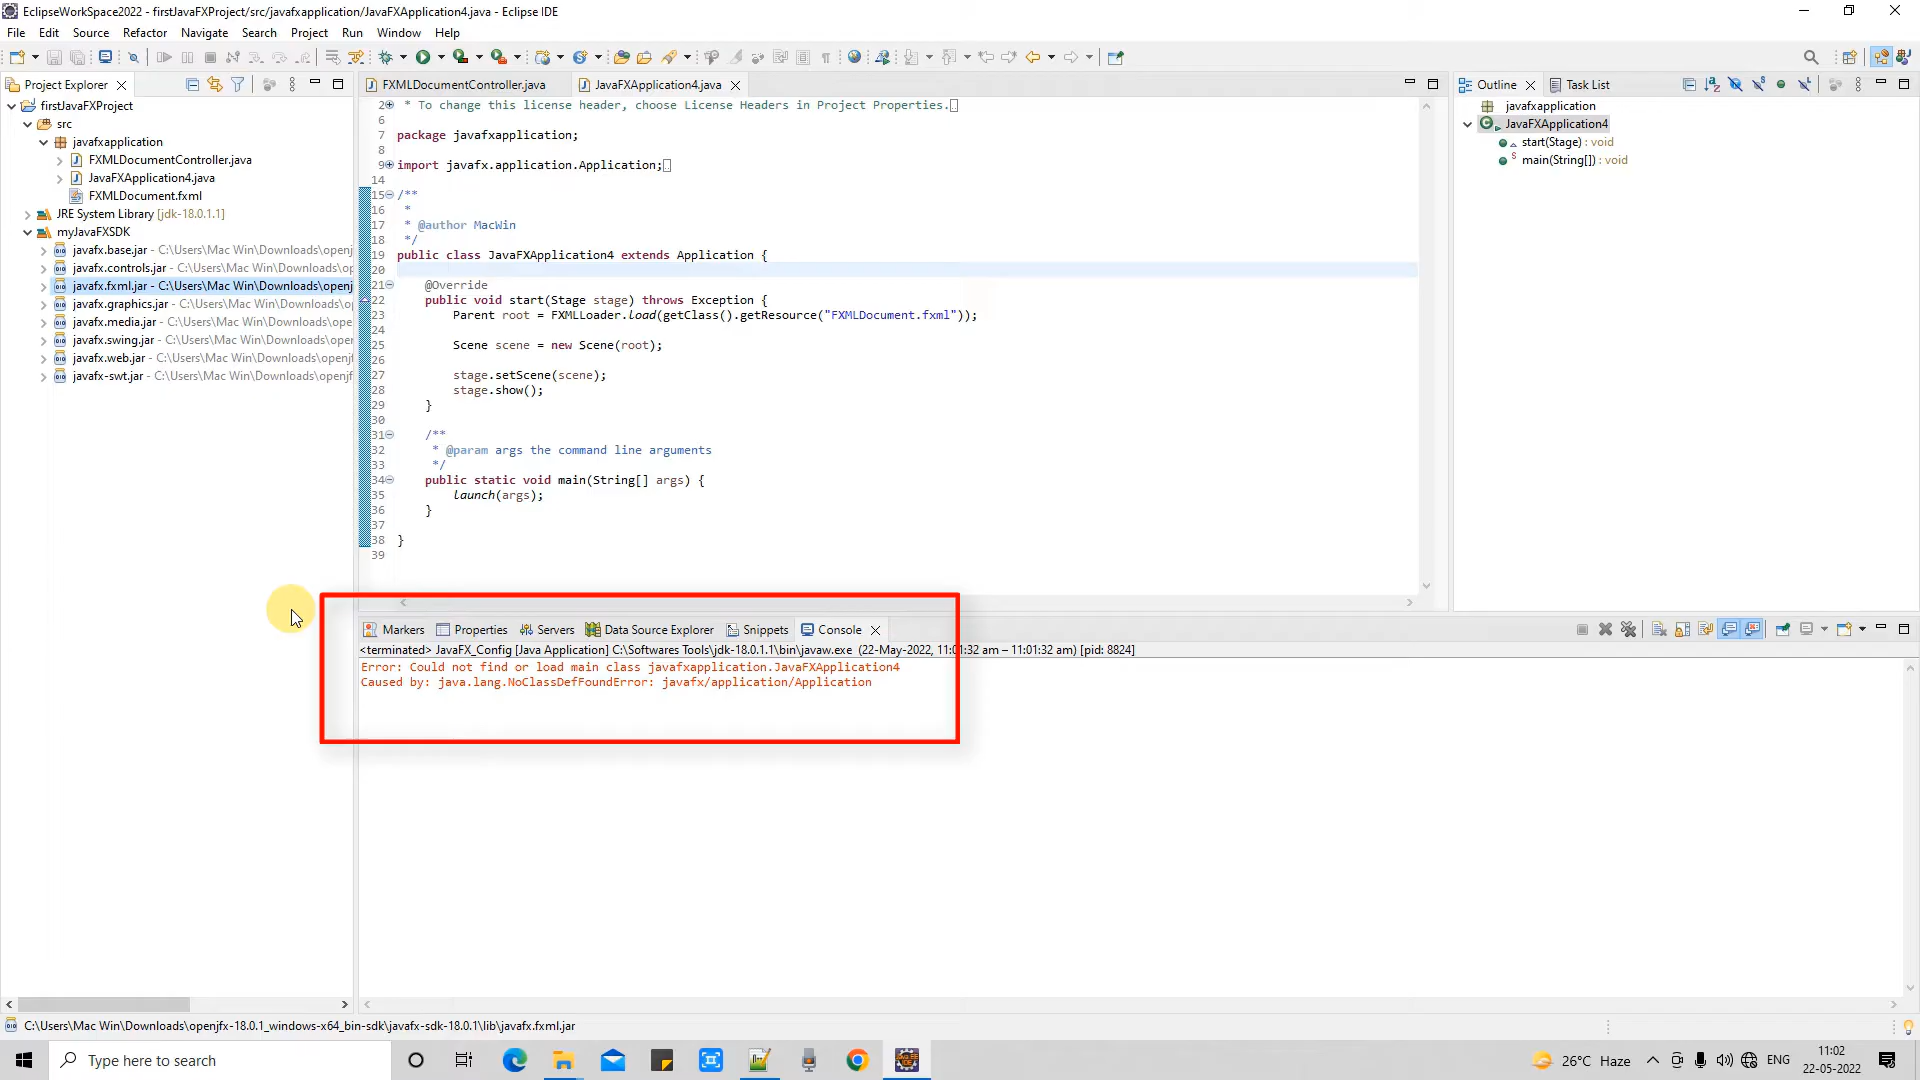 EclipseWorkSpace2022 - firstJavaFXProject/src/javafxapplication/JavaFXApplication4.java - Eclipse IDE
File Edit Source Refactor Navigate Search Project Run Window Help
Project Explorer
FXMLDocumentController.java JavaFXApplication4.java
Outline Task List
firstJavaFXProject
src
javafxapplication
FXMLDocumentController.java
JavaFXApplication4.java
FXMLDocument.fxml
JRE System Library [jdk-18.0.1.1]
myJavaFXSDK
javafx.base.jar - C:\Users\Mac Win\Downloads\openjf
javafx.controls.jar - C:\Users\Mac Win\Downloads\op
javafx.fxml.jar - C:\Users\Mac Win\Downloads\openj
javafx.graphics.jar - C:\Users\Mac Win\Downloads\o
javafx.media.jar - C:\Users\Mac Win\Downloads\ope
javafx.swing.jar - C:\Users\Mac Win\Downloads\open
javafx.web.jar - C:\Users\Mac Win\Downloads\openjf
javafx-swt.jar - C:\Users\Mac Win\Downloads\openjf
2 * To change this license header, choose License Headers in Project Properties.
6
7 package javafxapplication;
8
9 import javafx.application.Application;
14
15 /**
16 *
17 * @author MacWin
18 */
19 public class JavaFXApplication4 extends Application {
20
21 @Override
22 public void start(Stage stage) throws Exception {
23 Parent root = FXMLLoader.load(getClass().getResource("FXMLDocument.fxml"));
24
25 Scene scene = new Scene(root);
26
27 stage.setScene(scene);
28 stage.show();
29 }
30
31 /**
32 * @param args the command line arguments
33 */
34 public static void main(String[] args) {
35 launch(args);
36 }
37
38 }
39
javafxapplication
JavaFXApplication4
start(Stage) : void
main(String[]) : void
Markers Properties Servers Data Source Explorer Snippets Console
<terminated> JavaFX_Config [Java Application] C:\Softwares Tools\jdk-18.0.1.1\bin\javaw.exe (22-May-2022, 11:01:32 am – 11:01:32 am) [pid: 8824]
Error: Could not find or load main class javafxapplication.JavaFXApplication4
Caused by: java.lang.NoClassDefFoundError: javafx/application/Application
C:\Users\Mac Win\Downloads\openjfx-18.0.1_windows-x64_bin-sdk\javafx-sdk-18.0.1\lib\javafx.fxml.jar
Type here to search
26°C Haze
ENG
11:02
22-05-2022